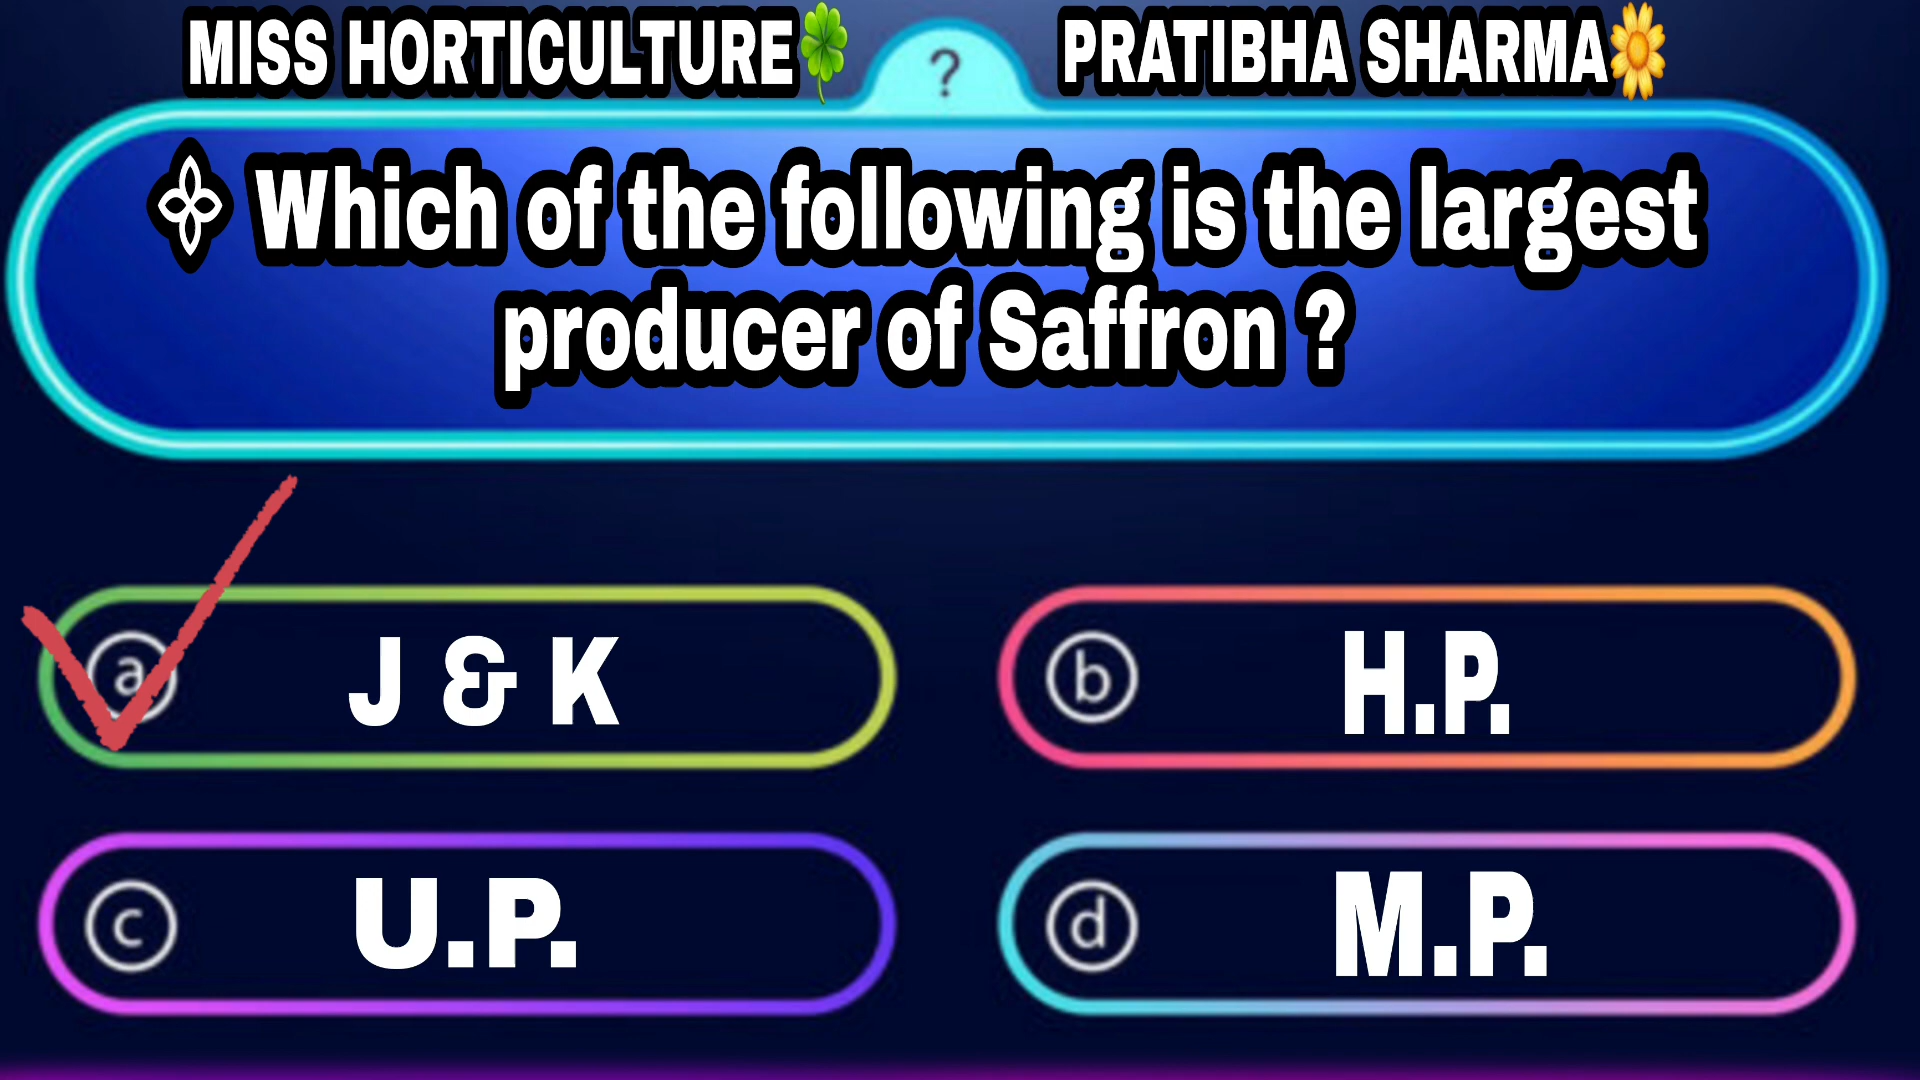 MISS HORTICULTURE🍀
PRATIBHA SHARMA🌼
?
Which of the following is the largest
producer of Saffron ?
a J & K
b H.P.
c U.P.
d M.P.